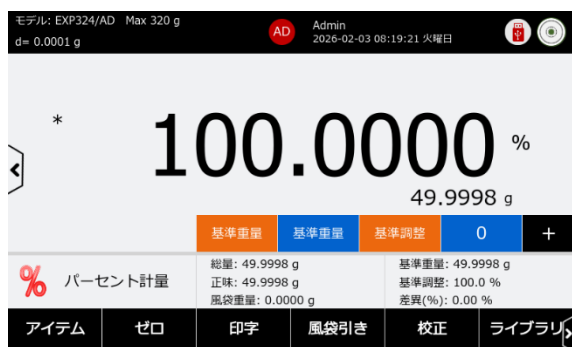 モデル: EXP324/AD Max 320 g
d= 0.0001 g
AD
Admin
2026-02-03 08:19:21 火曜日
*
100.0000 %
49.9998 g
基準重量 基準重量 基準調整 0 +
パーセント計量
総量: 49.9998 g
正味: 49.9998 g
風袋重量: 0.0000 g
基準重量: 49.9998 g
基準調整: 100.0 %
差異(%): 0.00 %
アイテム ゼロ 印字 風袋引き 校正 ライブラリ